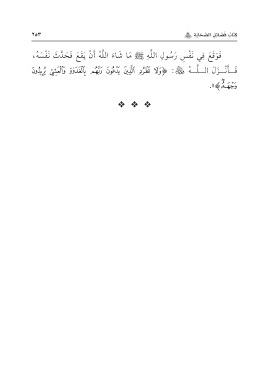 كتاب فضائل الصحابة ﷺ ٢٥٣
فَوَقَعَ فِي نَفْسِ رَسُولِ اللَّهِ ﷺ مَا شَاءَ اللَّهُ أَنْ يَقَعَ فَحَدَّثَ نَفْسَهُ،
فَأَنْزَلَ اللَّهُ ﷻ: ﴿وَلَا تَطْرُدِ الَّذِينَ يَدْعُونَ رَبَّهُم بِالْغَدَوٰةِ وَالْعَشِيِّ يُرِيدُونَ
وَجْهَهُ﴾».